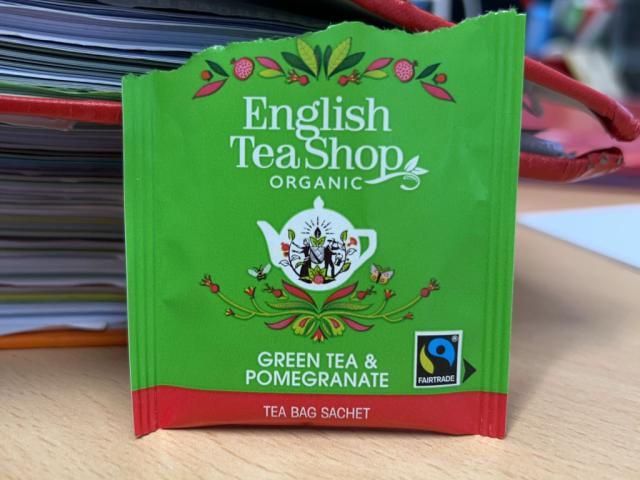 English
Tea Shop
ORGANIC
GREEN TEA &
POMEGRANATE
FAIRTRADE
TEA BAG SACHET